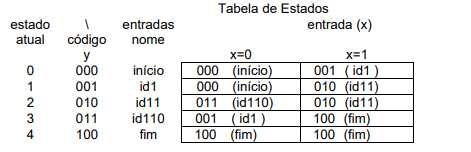 Tabela de Estados
estado \ entradas entrada (x)
atual código nome
y x=0 x=1
0 000 início 000 (início) 001 ( id1 )
1 001 id1 000 (início) 010 (id11)
2 010 id11 011 (id110) 010 (id11)
3 011 id110 001 ( id1 ) 100 (fim)
4 100 fim 100 (fim) 100 (fim)